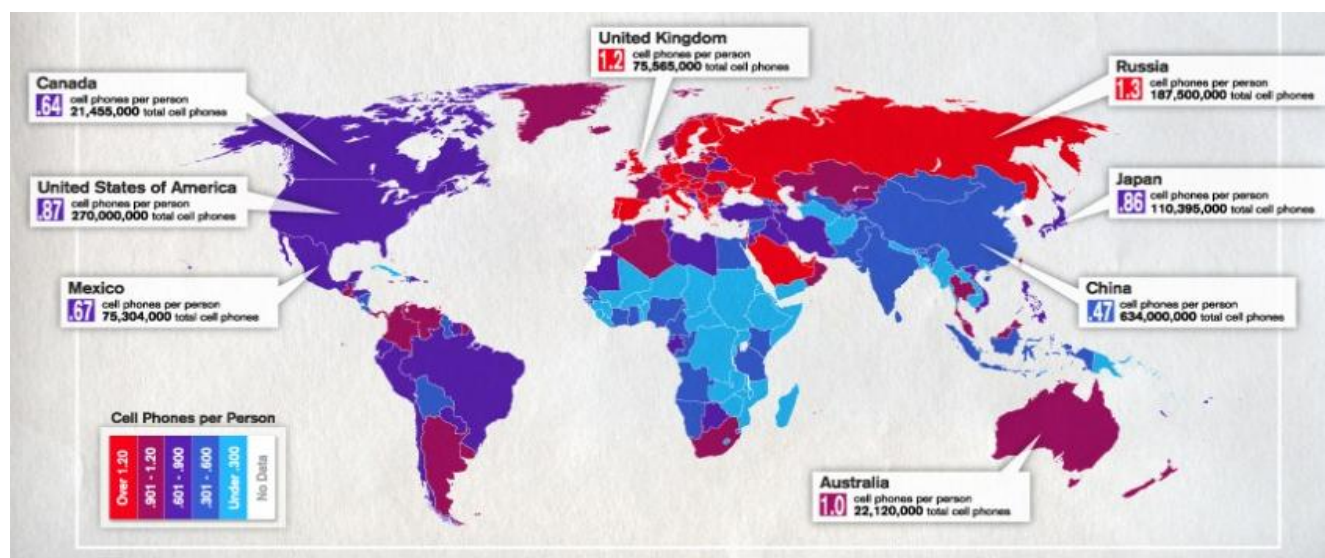 United Kingdom
1.2 cell phones per person
75,565,000 total cell phones
Canada
.64 cell phones per person
21,455,000 total cell phones
Russia
1.3 cell phones per person
187,500,000 total cell phones
United States of America
.87 cell phones per person
270,000,000 total cell phones
Japan
.86 cell phones per person
110,395,000 total cell phones
Mexico
.67 cell phones per person
75,304,000 total cell phones
China
.47 cell phones per person
634,000,000 total cell phones
Cell Phones per Person
Over 1.20
.901 - 1.20
.601 - .900
.301 - .600
Under .300
No Data
Australia
1.0 cell phones per person
22,120,000 total cell phones